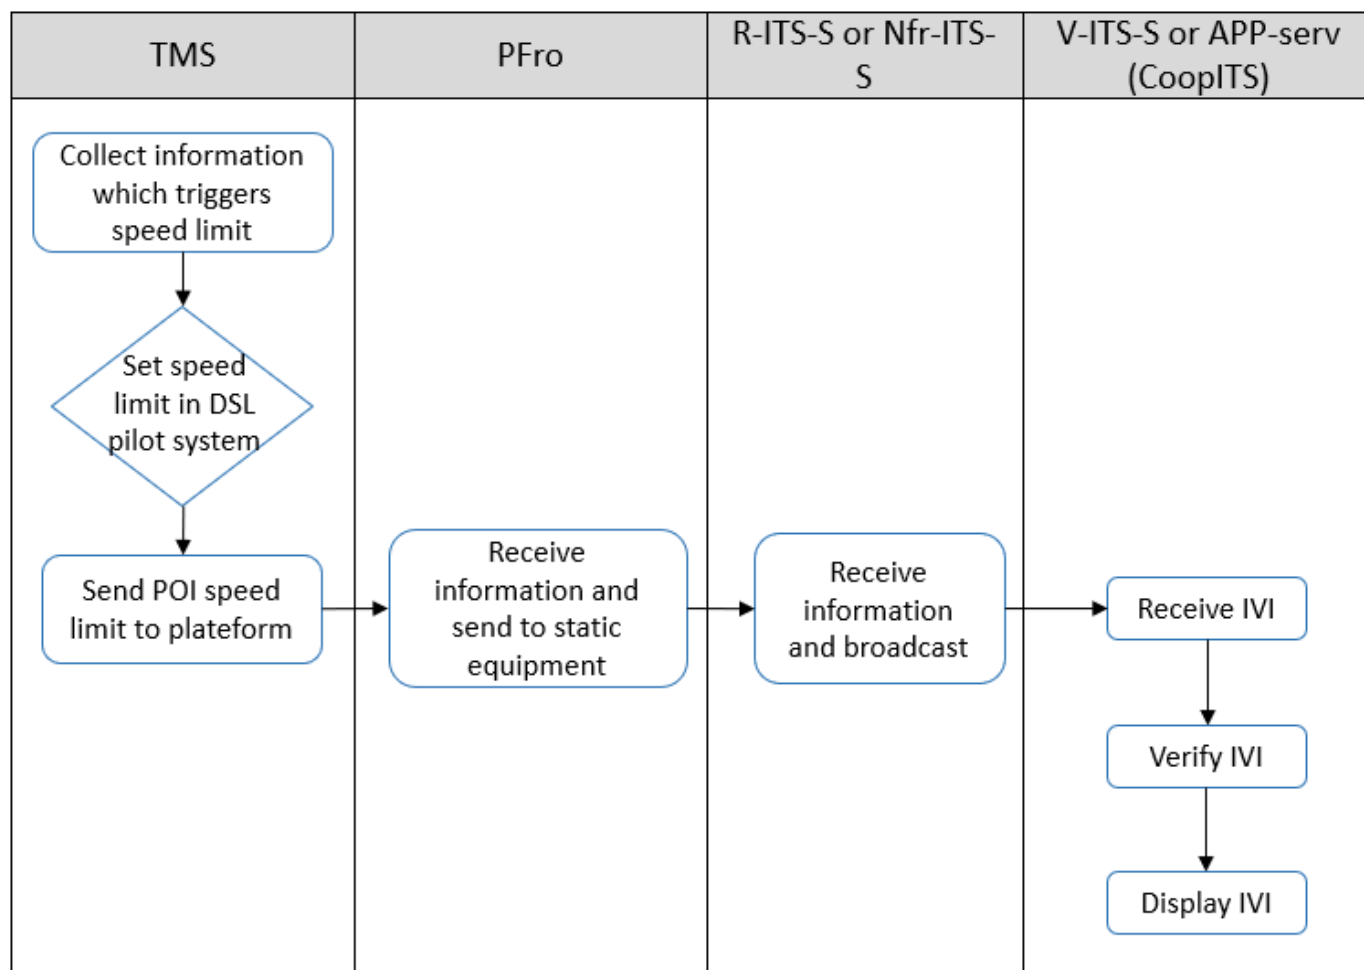 TMS
PFro
R-ITS-S or Nfr-ITS-
S
V-ITS-S or APP-serv
(CoopITS)
Collect information
which triggers
speed limit
Set speed
limit in DSL
pilot system
Send POI speed
limit to plateform
Receive
information and
send to static
equipment
Receive
information
and broadcast
Receive IVI
Verify IVI
Display IVI